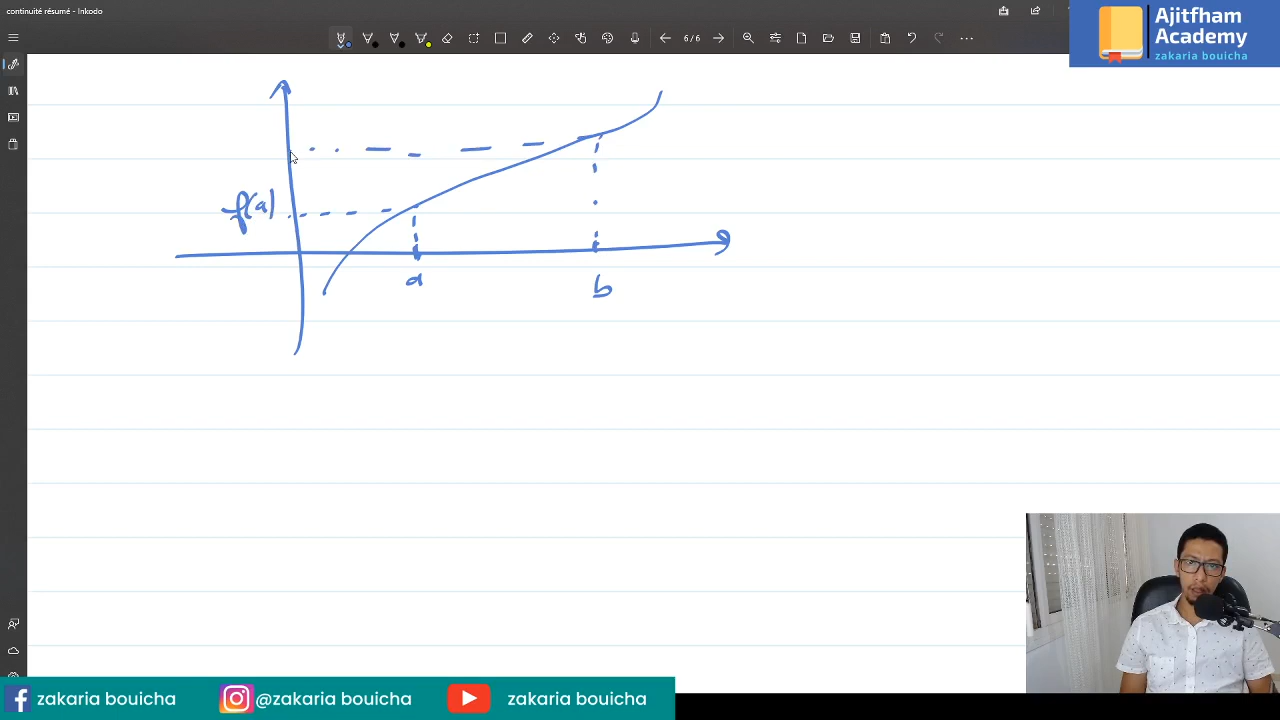 continuité résumé - Inkodo
6/6
Ajitfham
Academy
zakaria bouicha
f(a)
a
b
zakaria bouicha
@zakaria bouicha
zakaria bouicha